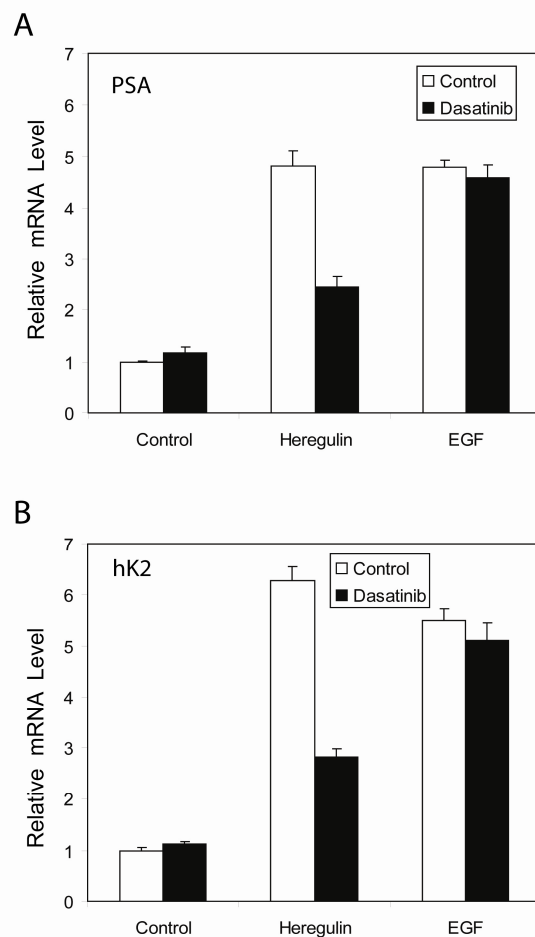 A
PSA
Control
Dasatinib
Relative mRNA Level
7
6
5
4
3
2
1
0
Control Heregulin EGF
B
hK2
Control
Dasatinib
Relative mRNA Level
7
6
5
4
3
2
1
0
Control Heregulin EGF